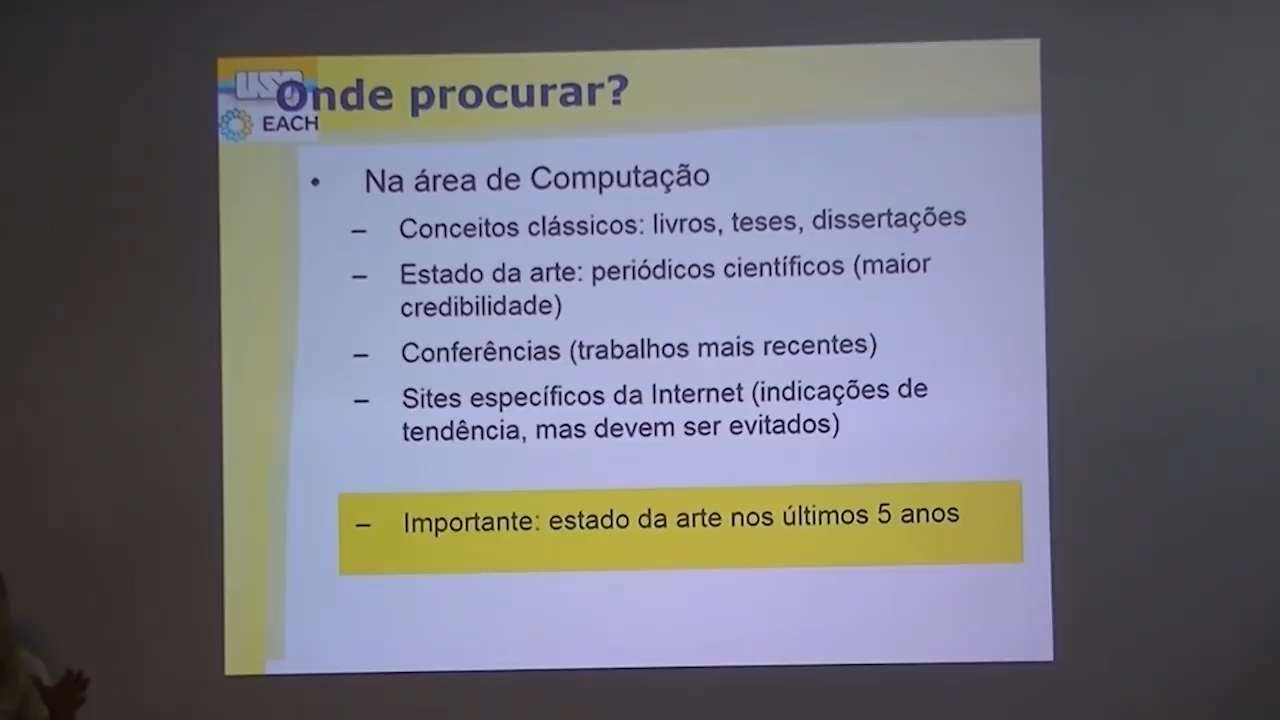 USP
Onde procurar?
EACH
• Na área de Computação
– Conceitos clássicos: livros, teses, dissertações
– Estado da arte: periódicos científicos (maior
credibilidade)
– Conferências (trabalhos mais recentes)
– Sites específicos da Internet (indicações de
tendência, mas devem ser evitados)
– Importante: estado da arte nos últimos 5 anos